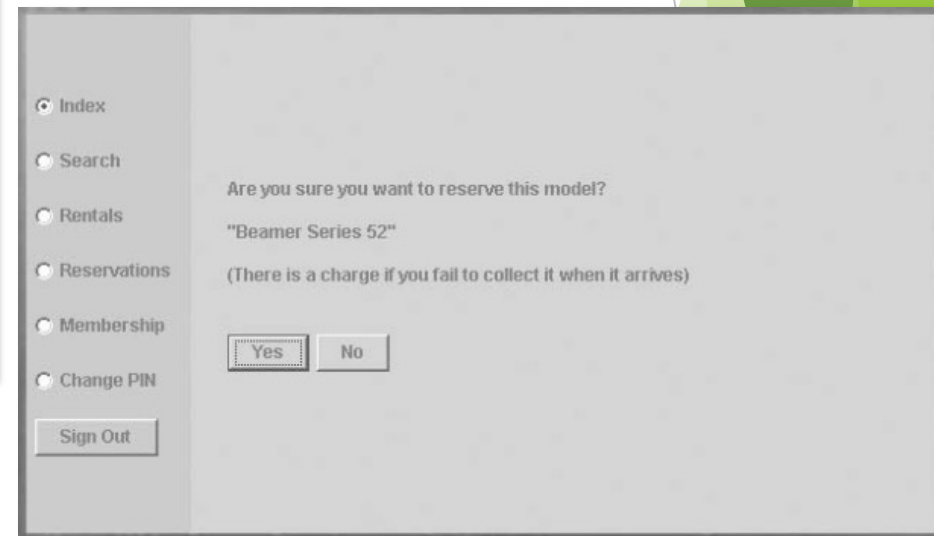 Index
Search
Rentals
Reservations
Membership
Change PIN
Sign Out
Are you sure you want to reserve this model?
"Beamer Series 52"
(There is a charge if you fail to collect it when it arrives)
Yes No